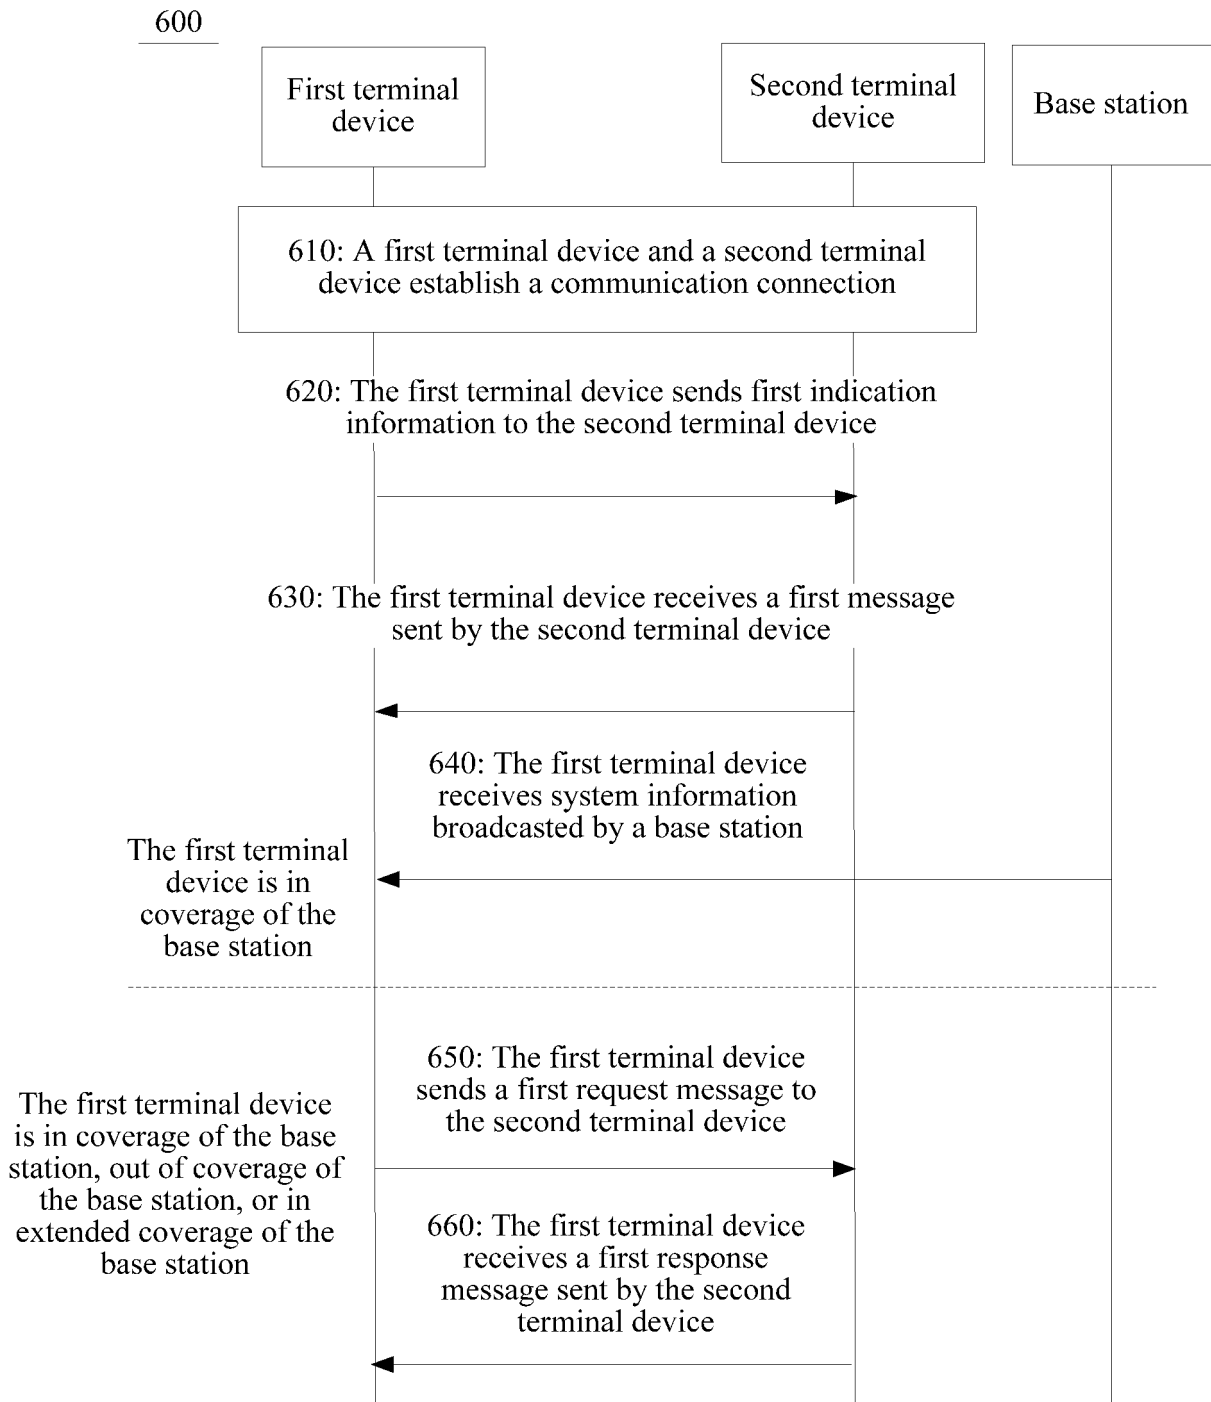 600
First terminal
device
Second terminal
device
Base station
610: A first terminal device and a second terminal
device establish a communication connection
620: The first terminal device sends first indication
information to the second terminal device
630: The first terminal device receives a first message
sent by the second terminal device
640: The first terminal device
receives system information
broadcasted by a base station
The first terminal
device is in
coverage of the
base station
650: The first terminal device
sends a first request message to
the second terminal device
The first terminal device
is in coverage of the base
station, out of coverage of
the base station, or in
extended coverage of the
base station
660: The first terminal device
receives a first response
message sent by the second
terminal device